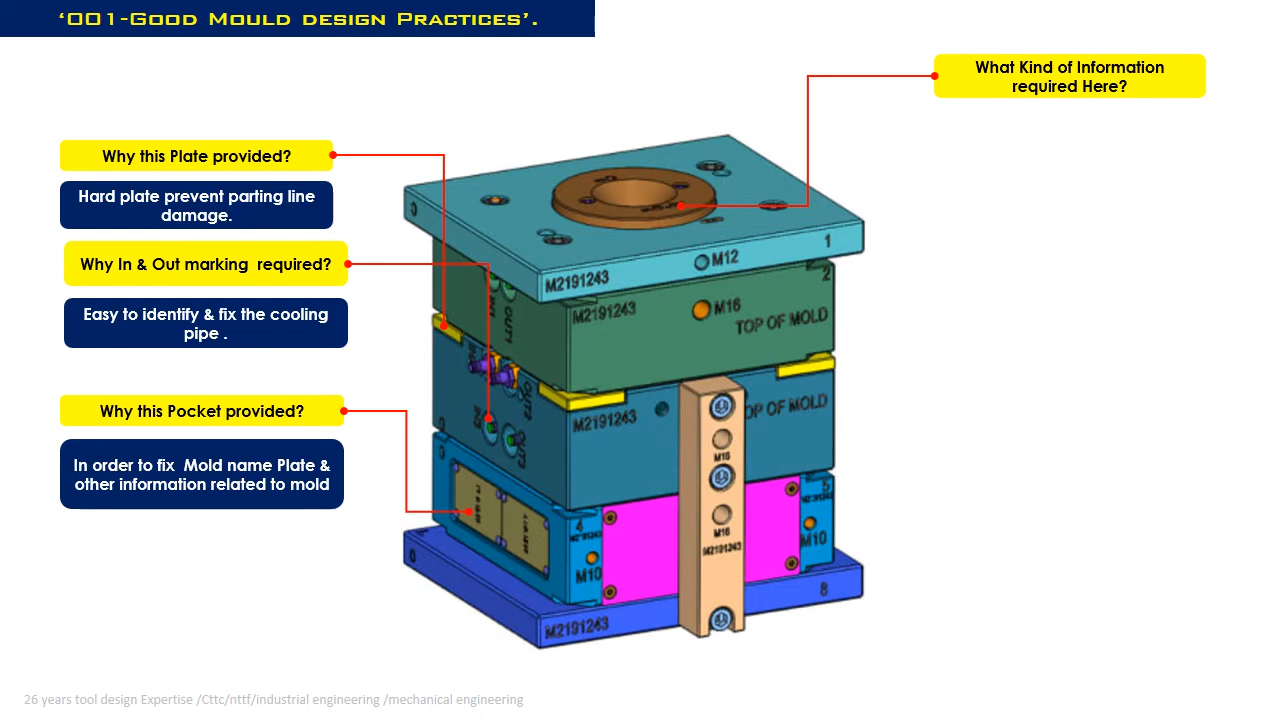 ‘001-Good Mould design Practices’.
What Kind of Information
required Here?
Why this Plate provided?
Hard plate prevent parting line
damage.
Why In & Out marking required?
Easy to identify & fix the cooling
pipe .
Why this Pocket provided?
In order to fix Mold name Plate &
other information related to mold
0
1
M12
M2191243
2
IN1
OUT1
M2191243
M16
TOP OF MOLD
OUT2
M2191243
OP OF MOLD
OUT3
M16
M16
M2191243
4
M10
5
M10
8
M2191243
26 years tool design Expertise /Cttc/nttf/industrial engineering /mechanical engineering